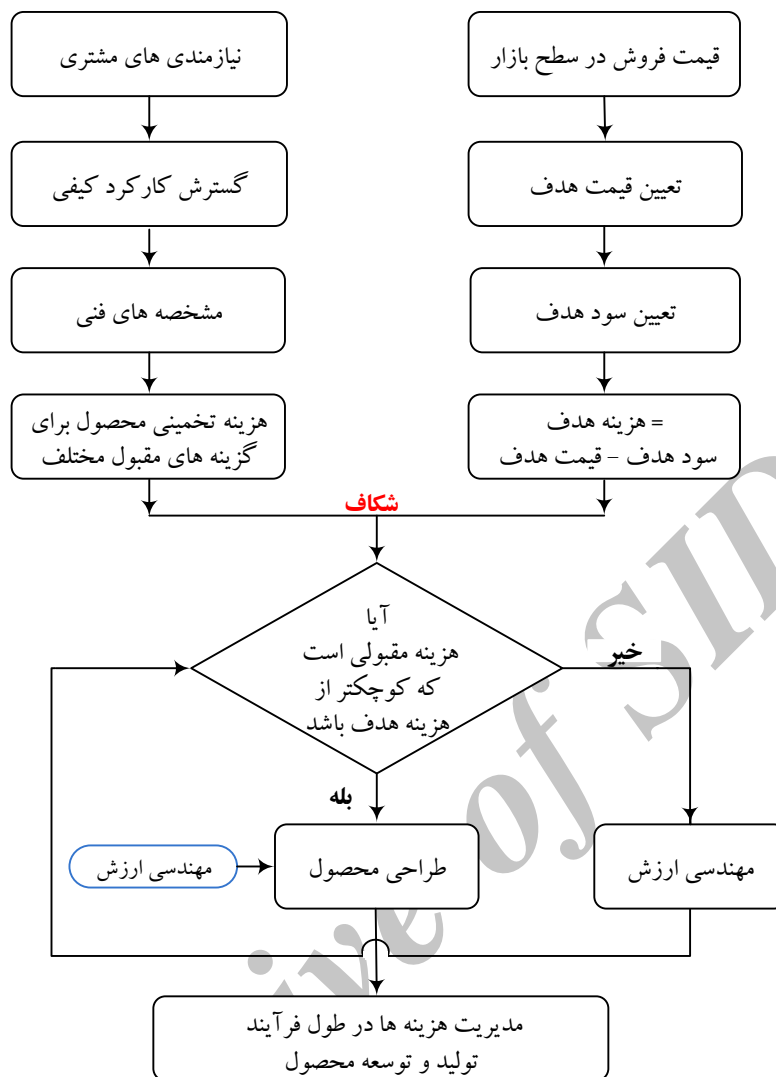 نیازمندی های مشتری
قیمت فروش در سطح بازار
گسترش کارکرد کیفی
تعیین قیمت هدف
مشخصه های فنی
تعیین سود هدف
هزینه تخمینی محصول برای
گزینه های مقبول مختلف
= هزینه هدف
سود هدف – قیمت هدف
شکاف
آیا
هزینه مقبولی است
که کوچکتر از
هزینه هدف باشد
خیر
بله
مهندسی ارزش
طراحی محصول
مهندسی ارزش
مدیریت هزینه ها در طول فرآیند
تولید و توسعه محصول
ive of SID